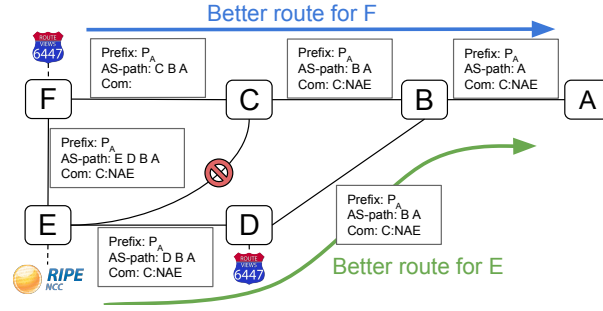 Better route for F
ROUTE
VIEWS
6447
Prefix: PA
AS-path: C B A
Com:
Prefix: PA
AS-path: B A
Com: C:NAE
Prefix: PA
AS-path: A
Com: C:NAE
F
C
B
A
Prefix: PA
AS-path: E D B A
Com: C:NAE
E
D
Prefix: PA
AS-path: B A
Com: C:NAE
Prefix: PA
AS-path: D B A
Com: C:NAE
RIPE
NCC
ROUTE
VIEWS
6447
Better route for E